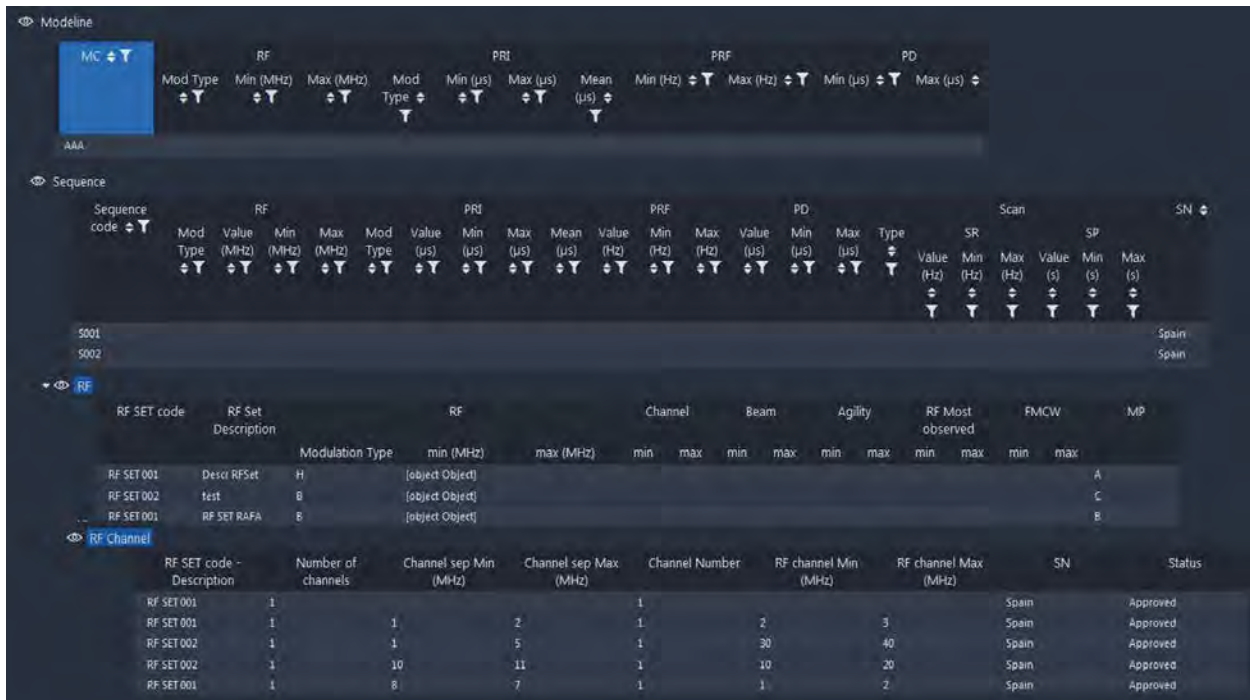 Modeline
MC RF PRI PRF PD
Mod Type Min (MHz) Max (MHz) Mod Type Min (µs) Max (µs) Mean (µs) Min (Hz) Max (Hz) Min (µs) Max (µs)
AAA
Sequence
Sequence code RF PRI PRF PD Scan SN
Mod Type Value (MHz) Min (MHz) Max (MHz) Mod Type Value (µs) Min (µs) Max (µs) Mean (µs) Value (Hz) Min (Hz) Max (Hz) Value (µs) Min (µs) Max (µs) Type SR SP
Value (Hz) Min (Hz) Max (Hz) Value (s) Min (s) Max (s)
S001 Spain
S002 Spain
RF
RF SET code RF Set Description RF Channel Beam Agility RF Most observed FMCW MP
Modulation Type min (MHz) max (MHz) min max min max min max min max min max
RF SET 001 Descr RFSet H [object Object] A
RF SET 002 test B [object Object] C
RF SET 001 RF SET RAFA B [object Object] B
RF Channel
RF SET code - Description Number of channels Channel sep Min (MHz) Channel sep Max (MHz) Channel Number RF channel Min (MHz) RF channel Max (MHz) SN Status
RF SET 001 1 1 Spain Approved
RF SET 001 1 1 2 1 2 3 Spain Approved
RF SET 002 1 1 5 1 30 40 Spain Approved
RF SET 002 1 10 11 1 10 20 Spain Approved
RF SET 001 1 8 7 1 1 2 Spain Approved